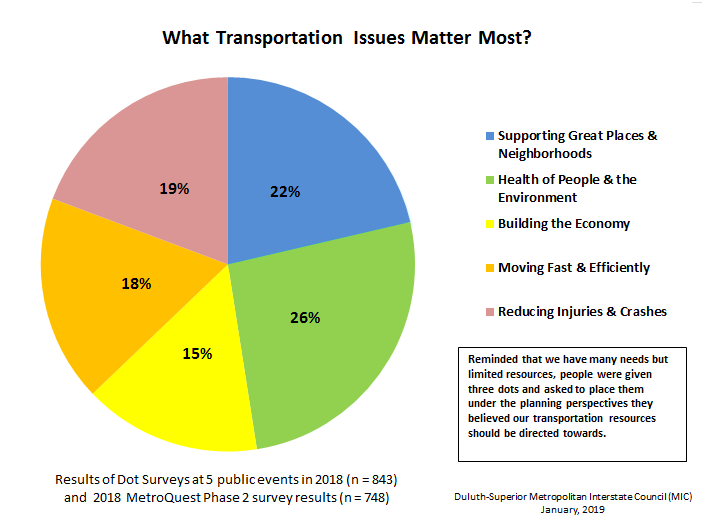 What Transportation Issues Matter Most?
19%
22%
18%
26%
15%
Supporting Great Places &
Neighborhoods
Health of People & the
Environment
Building the Economy
Moving Fast & Efficiently
Reducing Injuries & Crashes
Reminded that we have many needs but
limited resources, people were given
three dots and asked to place them
under the planning perspectives they
believed our transportation resources
should be directed towards.
Results of Dot Surveys at 5 public events in 2018 (n = 843)
and 2018 MetroQuest Phase 2 survey results (n = 748)
Duluth-Superior Metropolitan Interstate Council (MIC)
January, 2019